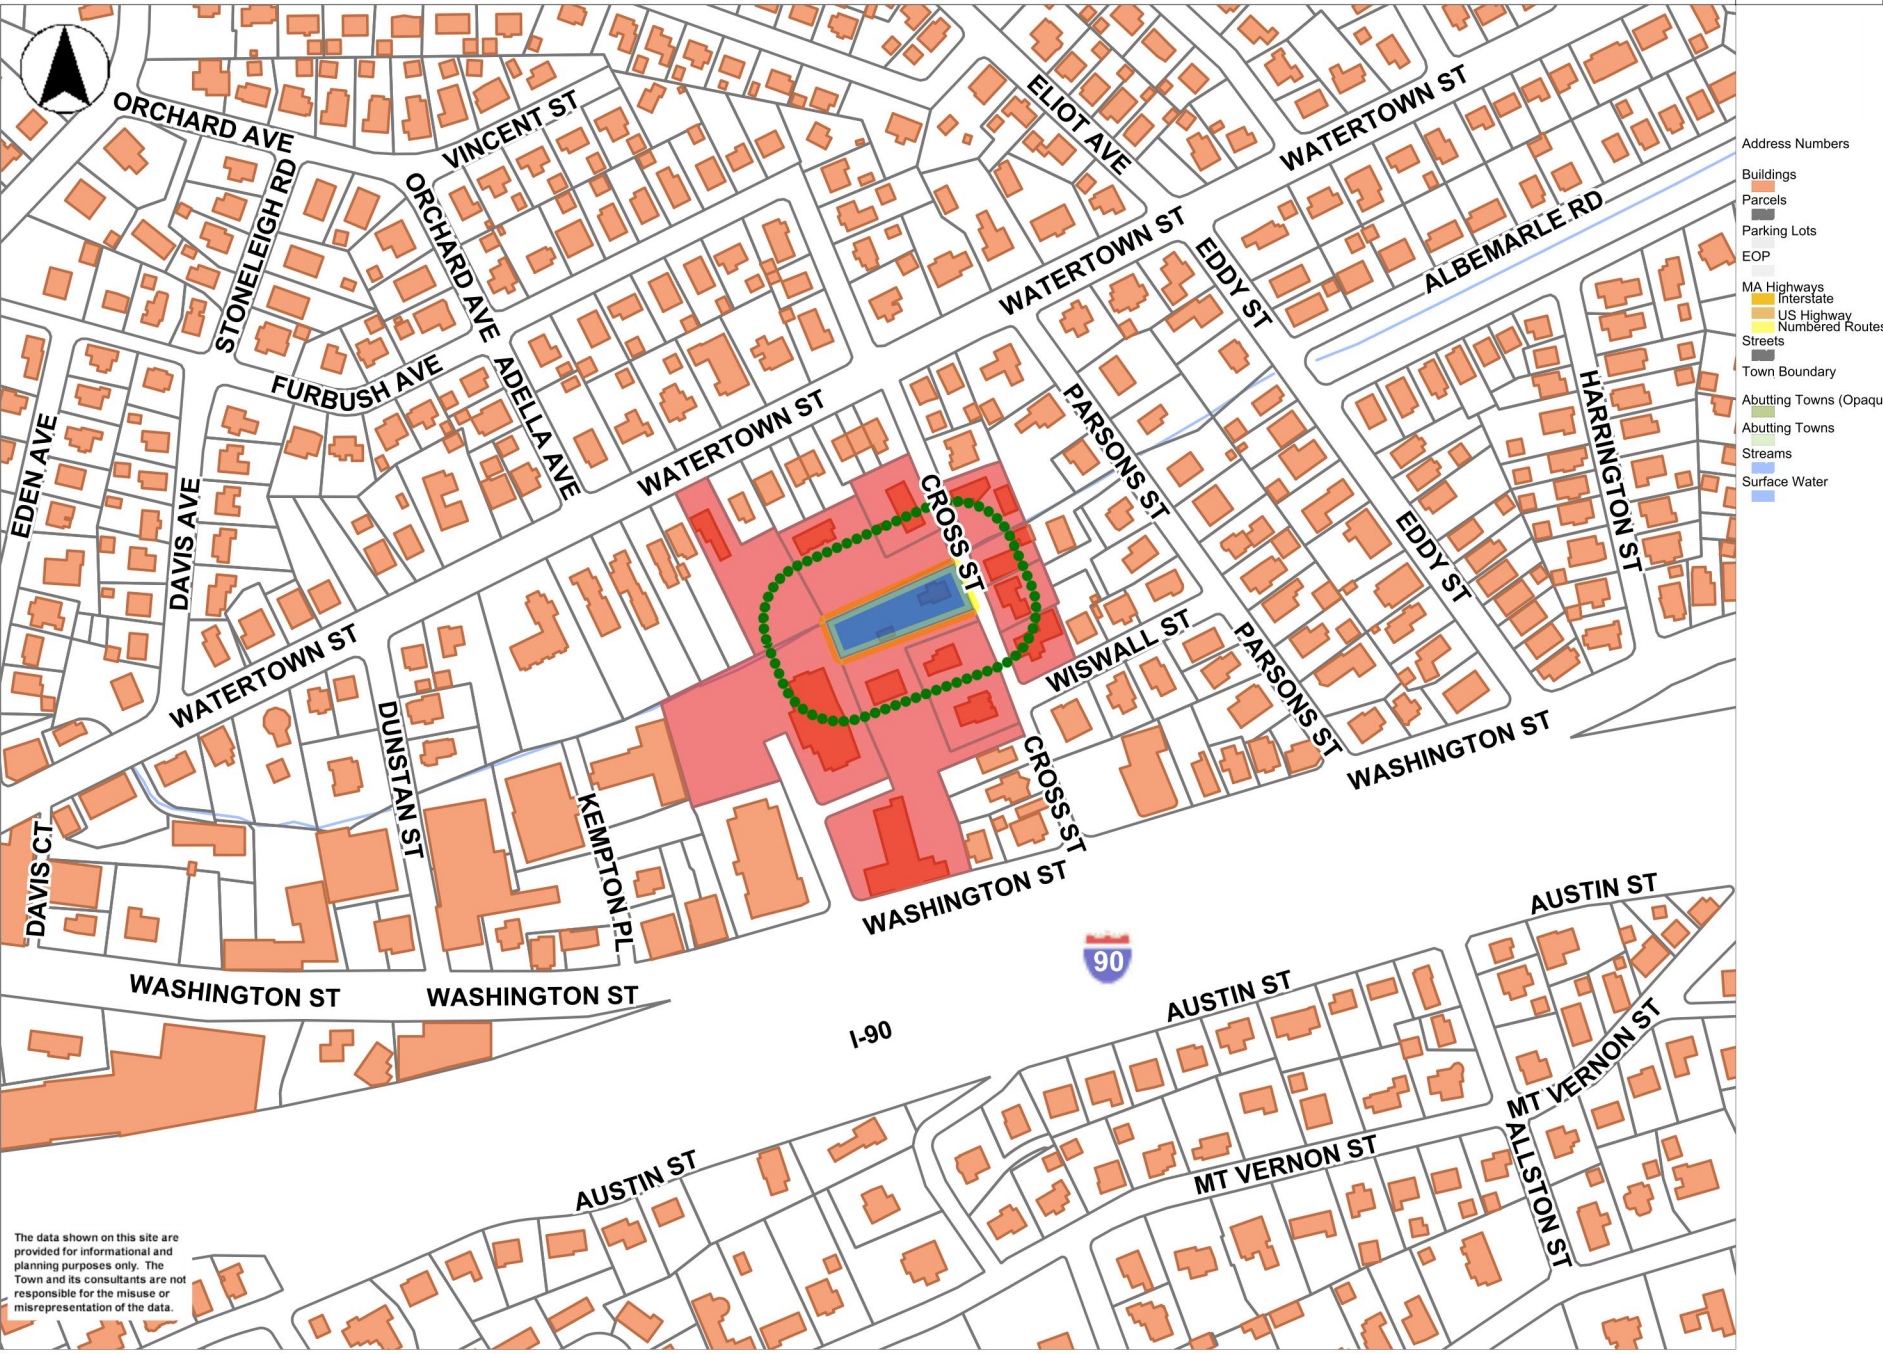 ORCHARD AVE
VINCENT ST
ELIOT AVE
WATERTOWN ST
STONELEIGH RD
ORCHARD AVE
WATERTOWN ST
EDDY ST
ALBEMARLE RD
FURBUSH AVE
ADELLA AVE
WATERTOWN ST
PARSONS ST
HARRINGTON ST
EDEN AVE
DAVIS AVE
CROSS ST
EDDY ST
WATERTOWN ST
WISWALL ST
PARSONS ST
DUNSTAN ST
KEMPTON PL
CROSS ST
WASHINGTON ST
DAVIS CT
WASHINGTON ST
AUSTIN ST
WASHINGTON ST
WASHINGTON ST
90
AUSTIN ST
I-90
MT VERNON ST
AUSTIN ST
MT VERNON ST
ALLSTON ST
The data shown on this site are
provided for informational and
planning purposes only. The
Town and its consultants are not
responsible for the misuse or
misrepresentation of the data.
Address Numbers
Buildings
Parcels
Parking Lots
EOP
MA Highways
Interstate
US Highway
Numbered Routes
Streets
Town Boundary
Abutting Towns (Opaqu
Abutting Towns
Streams
Surface Water